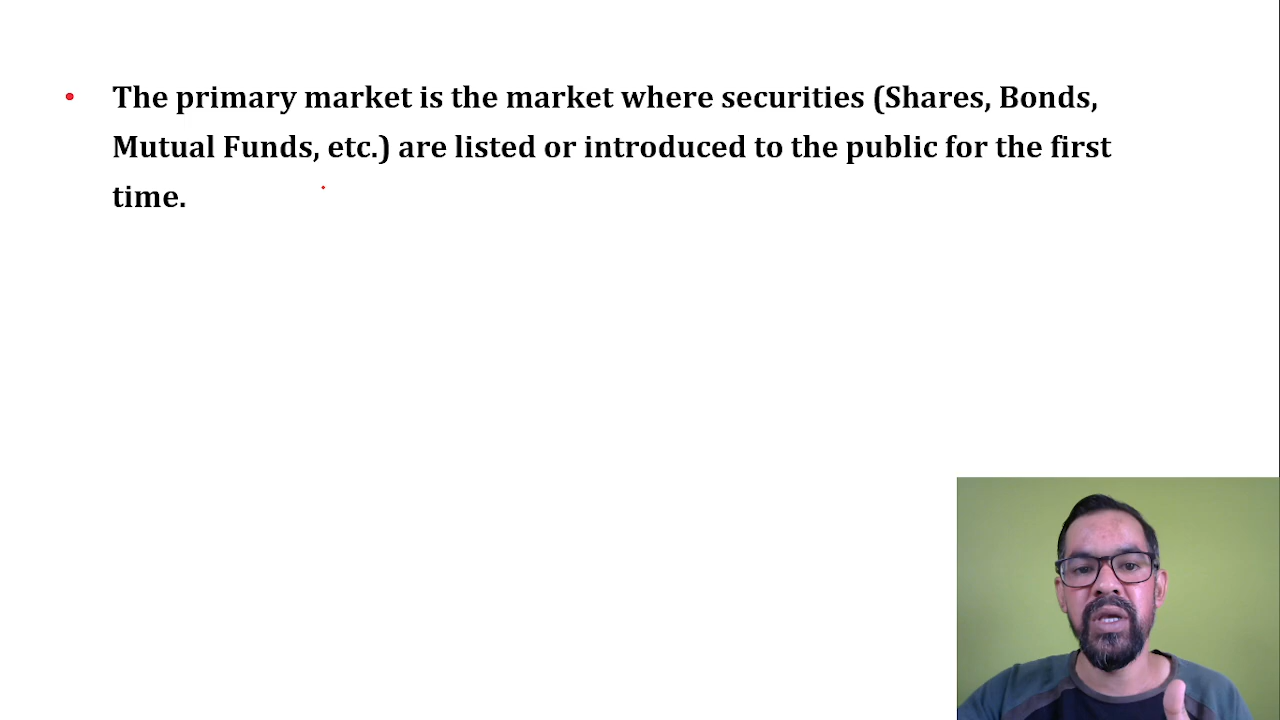 The primary market is the market where securities (Shares, Bonds,
Mutual Funds, etc.) are listed or introduced to the public for the first
time.